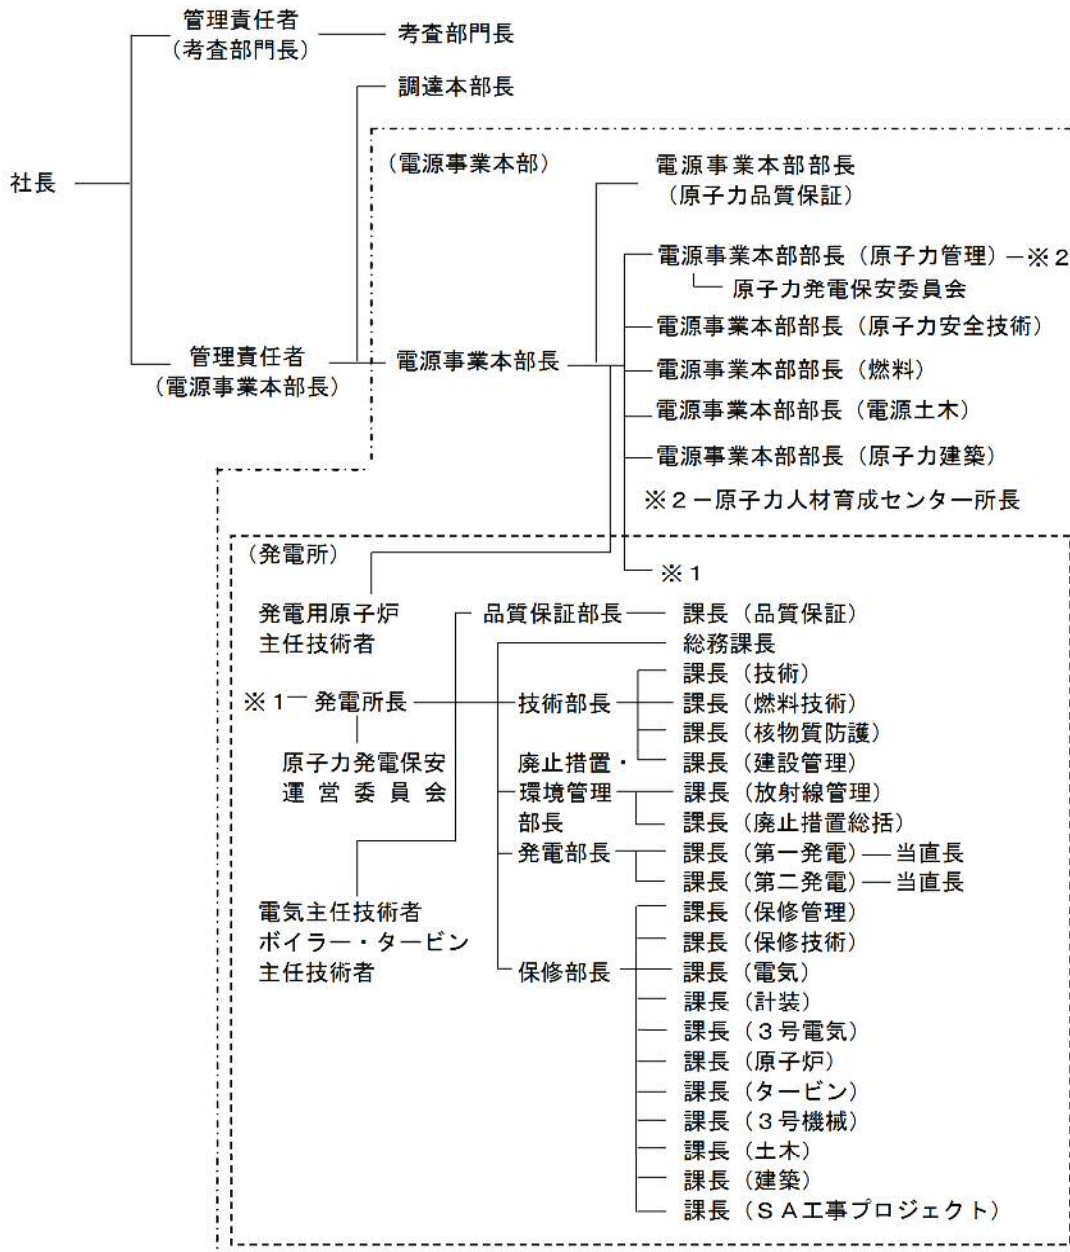 管理責任者
（考査部門長）
考査部門長
調達本部長
社長
（電源事業本部）
電源事業本部部長
（原子力品質保証）
電源事業本部部長（原子力管理）－※２
原子力発電保安委員会
電源事業本部部長（原子力安全技術）
管理責任者
（電源事業本部長）
電源事業本部長
電源事業本部部長（燃料）
電源事業本部部長（電源土木）
電源事業本部部長（原子力建築）
※２－原子力人材育成センター所長
（発電所）
※１
発電用原子炉
主任技術者
品質保証部長
課長（品質保証）
総務課長
課長（技術）
※１
発電所長
技術部長
課長（燃料技術）
課長（核物質防護）
課長（建設管理）
原子力発電保安
運営委員会
廃止措置・
環境管理
部長
課長（放射線管理）
課長（廃止措置総括）
発電部長
課長（第一発電）
当直長
課長（第二発電）
当直長
電気主任技術者
ボイラー・タービン
主任技術者
保修部長
課長（保修管理）
課長（保修技術）
課長（電気）
課長（計装）
課長（３号電気）
課長（原子炉）
課長（タービン）
課長（３号機械）
課長（土木）
課長（建築）
課長（ＳＡ工事プロジェクト）